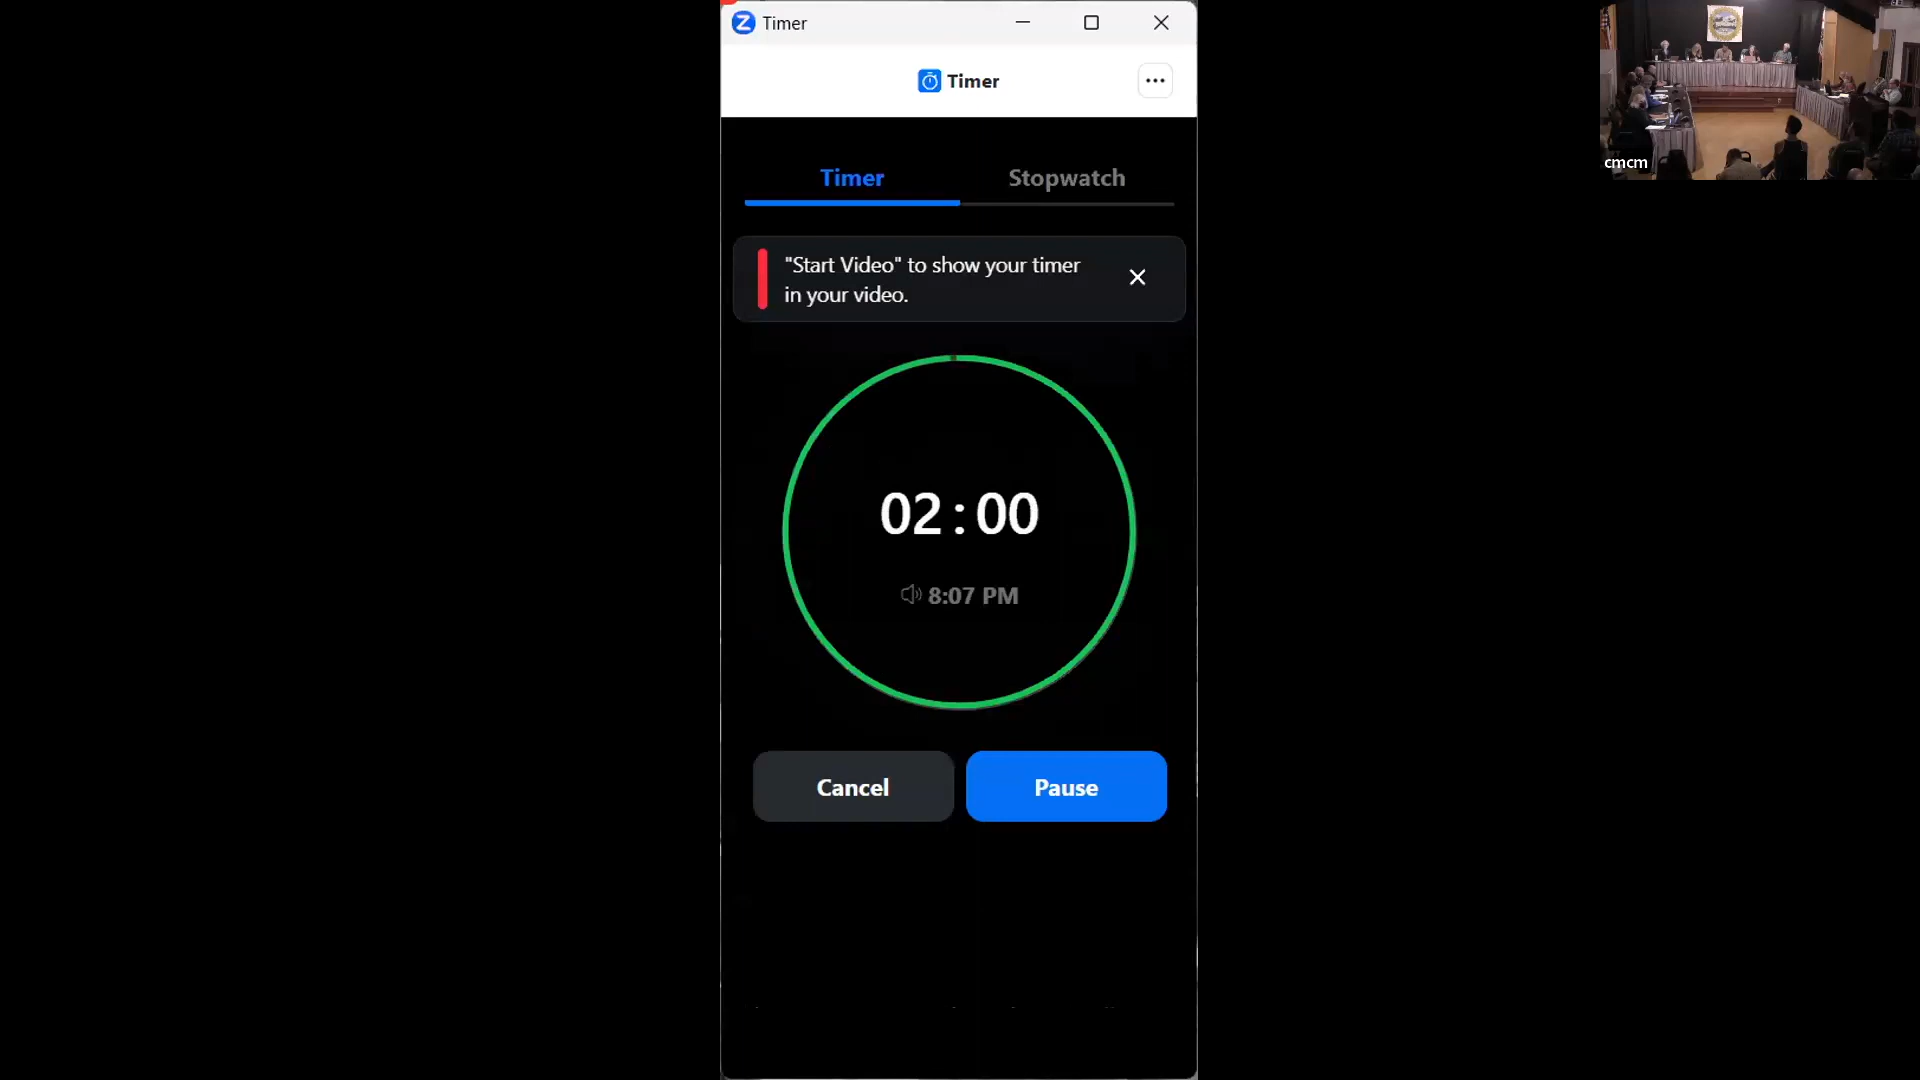 Timer
Timer
Timer
Stopwatch
"Start Video" to show your timer
in your video.
02:00
8:07 PM
Cancel
Pause
cmcm